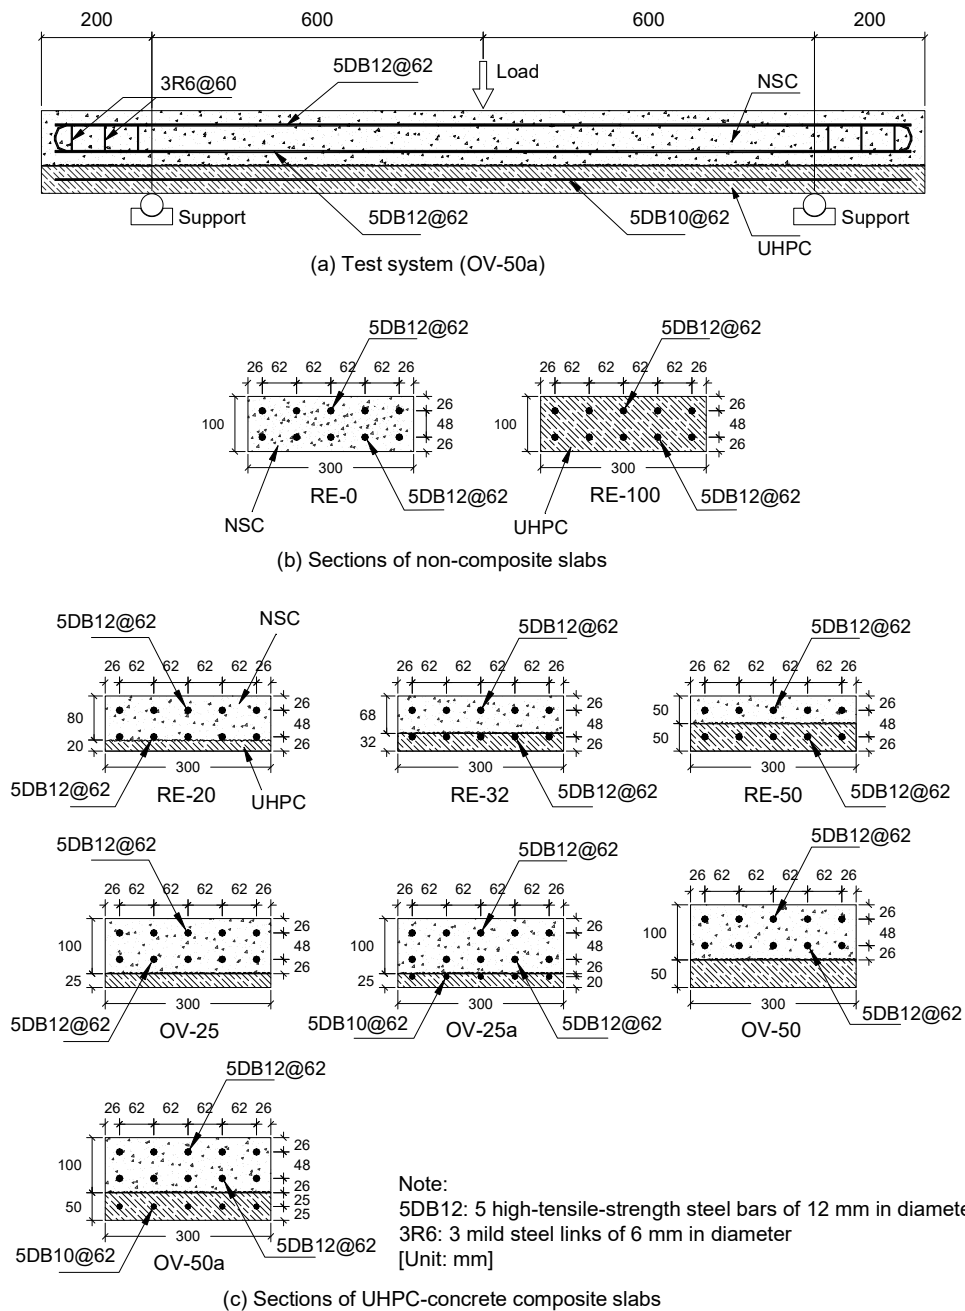 200 600 600 200
5DB12@62
3R6@60
Load
NSC
Support
5DB12@62
5DB10@62
Support
UHPC
(a) Test system (OV-50a)
5DB12@62
26 62 62 62 62 26
100
26
48
26
300
RE-0
5DB12@62
NSC
5DB12@62
26 62 62 62 62 26
100
26
48
26
300
RE-100
5DB12@62
UHPC
(b) Sections of non-composite slabs
5DB12@62
NSC
26 62 62 62 62 26
80
20
26
48
26
300
5DB12@62
RE-20
UHPC
5DB12@62
26 62 62 62 62 26
68
32
26
48
26
300
RE-32
5DB12@62
5DB12@62
26 62 62 62 62 26
50
50
26
48
26
300
RE-50
5DB12@62
5DB12@62
26 62 62 62 62 26
100
25
26
48
26
300
5DB12@62
OV-25
5DB12@62
26 62 62 62 62 26
100
25
26
48
26
20
300
5DB10@62
OV-25a
5DB12@62
5DB12@62
26 62 62 62 62 26
100
50
26
48
26
300
OV-50
5DB12@62
5DB12@62
26 62 62 62 62 26
100
50
26
48
26
25
25
300
5DB10@62
OV-50a
5DB12@62
Note:
5DB12: 5 high-tensile-strength steel bars of 12 mm in diamete
3R6: 3 mild steel links of 6 mm in diameter
[Unit: mm]
(c) Sections of UHPC-concrete composite slabs